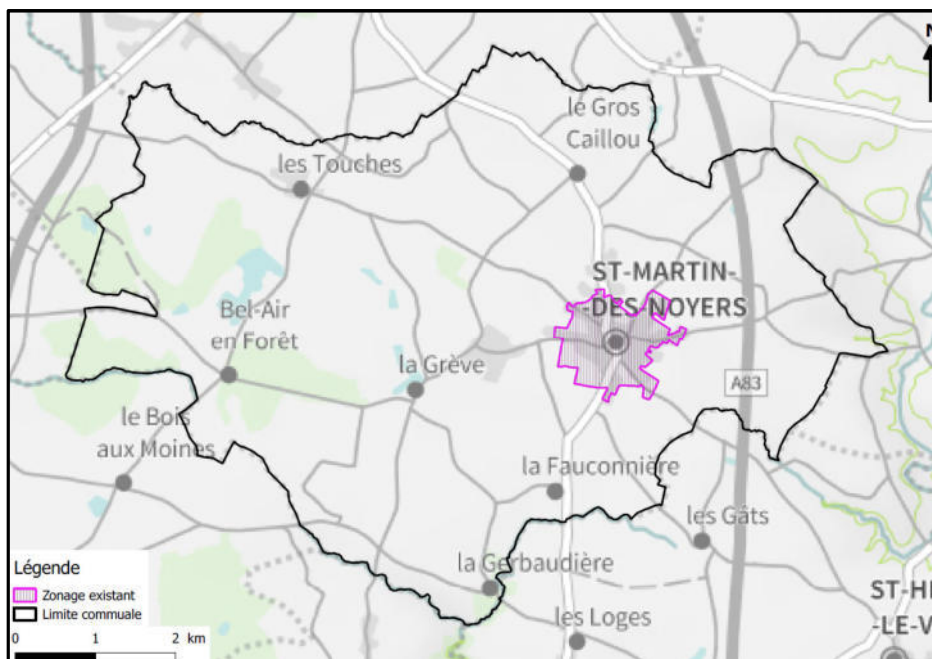 N
le Gros
Caillou
les Touches
ST-MARTIN-
-DES-NOYERS
Bel-Air
en Forêt
la Grève
A83
le Bois
aux Moines
la Fauconnière
les Gâts
la Gerbaudière
les Loges
ST-HE
-LE-V
Légende
Zonage existant
Limite commuale
0 1 2 km